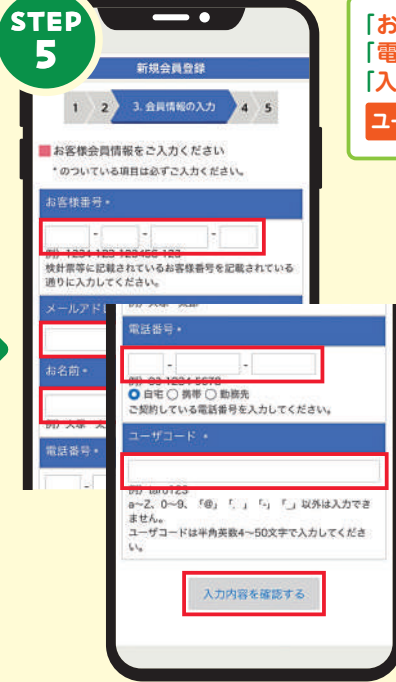 STEP
5
新規会員登録
1 2 3. 会員情報の入力 4 5
お客様会員情報をご入力ください
*のついている項目は必ずご入力ください。
お客様番号*
- - -
検針票等に記載されているお客様番号を記載されている
通りに入力してください。
メールアド
お名前*
電話番号*
-
電話番号*
- -
自宅 携帯 勤務先
ご契約している電話番号を入力してください。
ユーザコード *
a~Z、0~9、「@」「.」「-」「_」以外は入力でき
ません。
ユーザコードは半角英数4~50文字で入力してくださ
い。
入力内容を確認する
「お
「電
「入
ユー